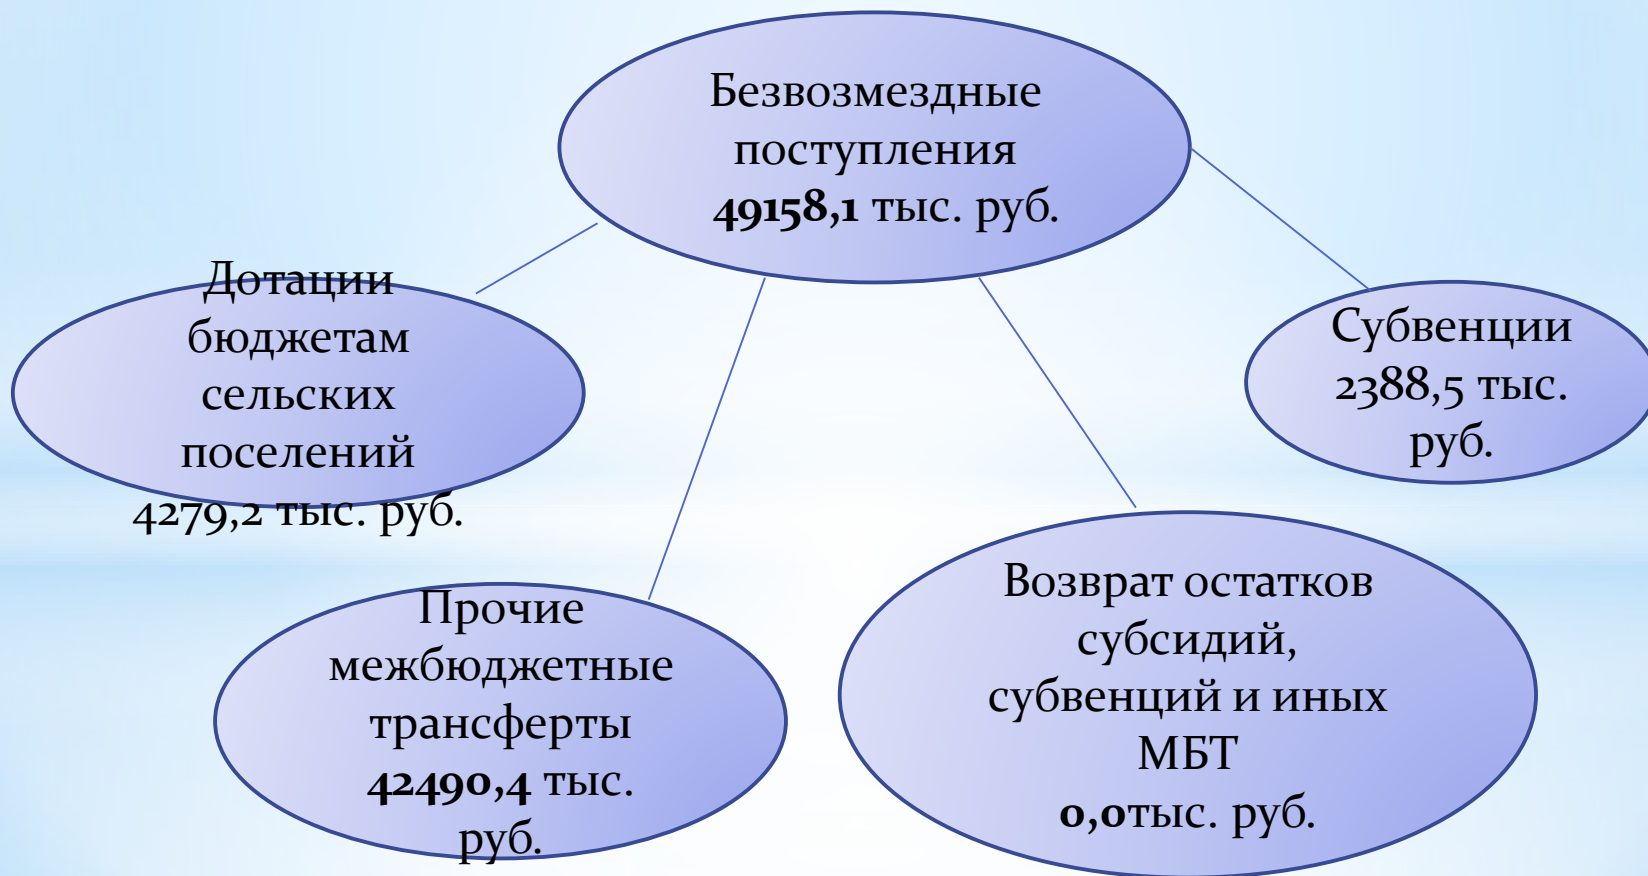 Безвозмездные
поступления
49158,1 тыс. руб.
Дотации
бюджетам
сельских
поселений
4279,2 тыс. руб.
Субвенции
2388,5 тыс.
руб.
Прочие
межбюджетные
трансферты
42490,4 тыс.
руб.
Возврат остатков
субсидий,
субвенций и иных
МБТ
0,0тыс. руб.